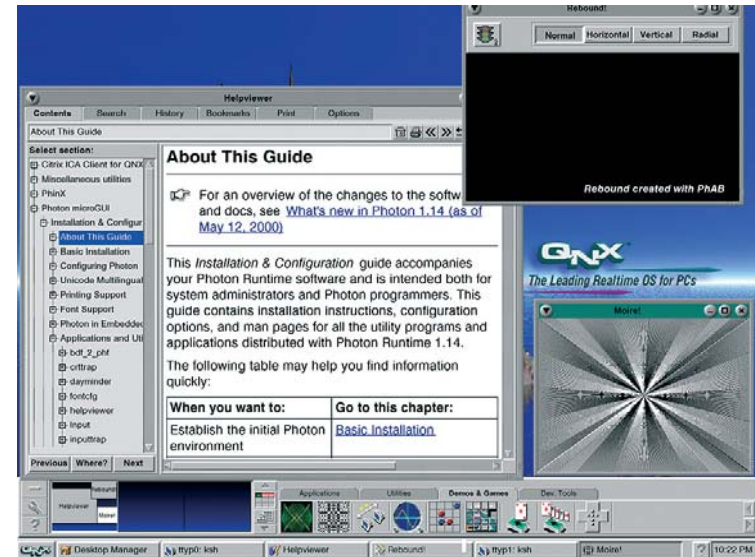 Rebound!
Normal Horizontal Vertical Radial
Rebound created with PhAB
Helpviewer
Contents Search History Bookmarks Print Options
About This Guide
Select section:
Citrix ICA Client for QNX
Miscellaneous utilities
PhinX
Photon microGUI
Installation & Configur
About This Guide
Basic Installation
Configuring Photon
Unicode Multilingual
Printing Support
Font Support
Photon in Embedded
Applications and Uti
bdf_2_phf
crttrap
dayminder
fontcfg
helpviewer
Input
inputtrap
Previous Where? Next
About This Guide
For an overview of the changes to the softw
and docs, see What's new in Photon 1.14 (as of
May 12, 2000)
This Installation & Configuration guide accompanies
your Photon Runtime software and is intended both for
system administrators and Photon programmers. This
guide contains installation instructions, configuration
options, and man pages for all the utility programs and
applications distributed with Photon Runtime 1.14.
The following table may help you find information
quickly:
When you want to: Go to this chapter:
Establish the initial Photon Basic Installation
environment
QNX
The Leading Realtime OS for PCs
Moire!
Rebound!
Helpviewer
Moire!
Applications Utilities Demos & Games Dev. Tools
QNX Desktop Manager ttyp0: ksh Helpviewer Rebound! ttyp1: ksh Moire! ? 10:22 PM